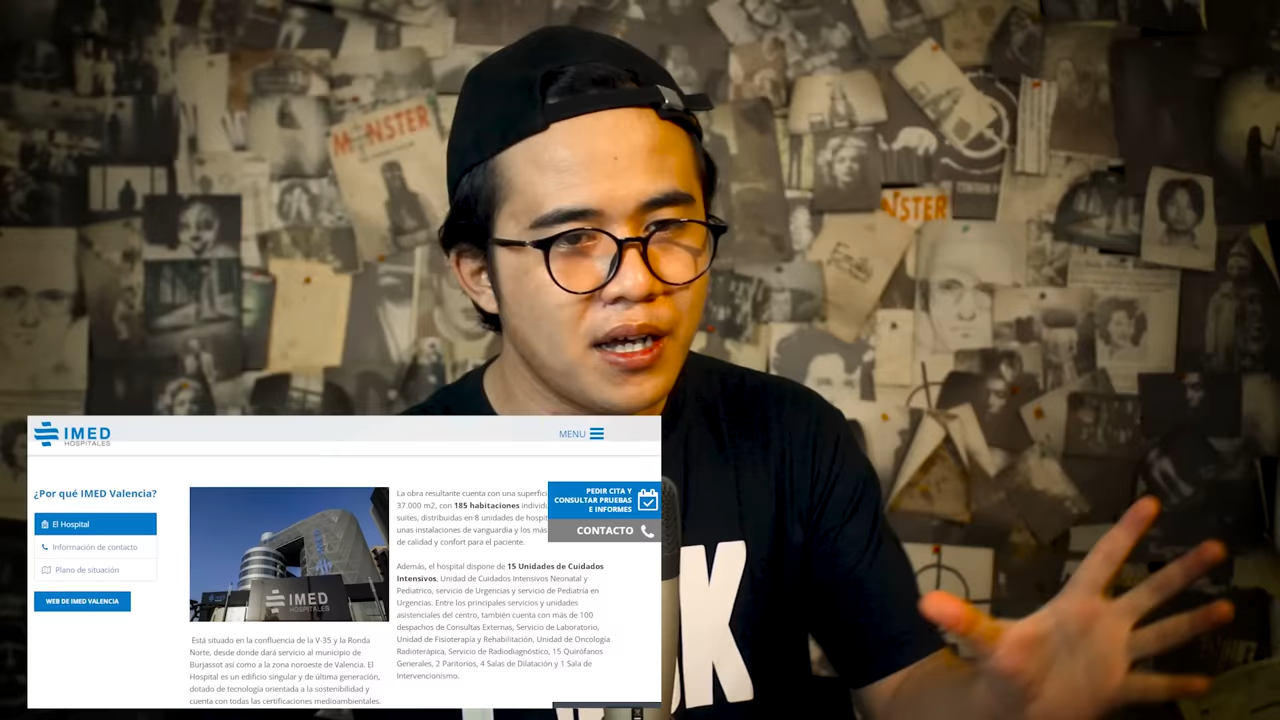 MONSTER
NSTER
IMED
HOSPITALES
MENU
¿Por qué IMED Valencia?
El Hospital
Información de contacto
Plano de situación
WEB DE IMED VALENCIA
IMED
HOSPITALES
Está situado en la confluencia de la V-35 y la Ronda
Norte, desde donde dará servicio al municipio de
Burjassot así como a la zona noroeste de Valencia. El
Hospital es un edificio singular y de última generación,
dotado de tecnología orientada a la sostenibilidad y
cuenta con todas las certificaciones medioambientales.
La obra resultante cuenta con una superfici
37.000 m2, con 185 habitaciones individ
suites, distribuidas en 8 unidades de hospit
unas instalaciones de vanguardia y los más
de calidad y confort para el paciente.
Además, el hospital dispone de 15 Unidades de Cuidados
Intensivos, Unidad de Cuidados Intensivos Neonatal y
Pediatrico, servicio de Urgencias y servicio de Pediatría en
Urgencias. Entre los principales servicios y unidades
asistenciales del centro, también cuenta con más de 100
despachos de Consultas Externas, Servicio de Laboratorio,
Unidad de Fisioterapia y Rehabilitación, Unidad de Oncología
Radioterápica, Servicio de Radiodiagnóstico, 15 Quirófanos
Generales, 2 Paritorios, 4 Salas de Dilatación y 1 Sala de
Intervencionismo.
PEDIR CITA Y
CONSULTAR PRUEBAS
E INFORMES
CONTACTO